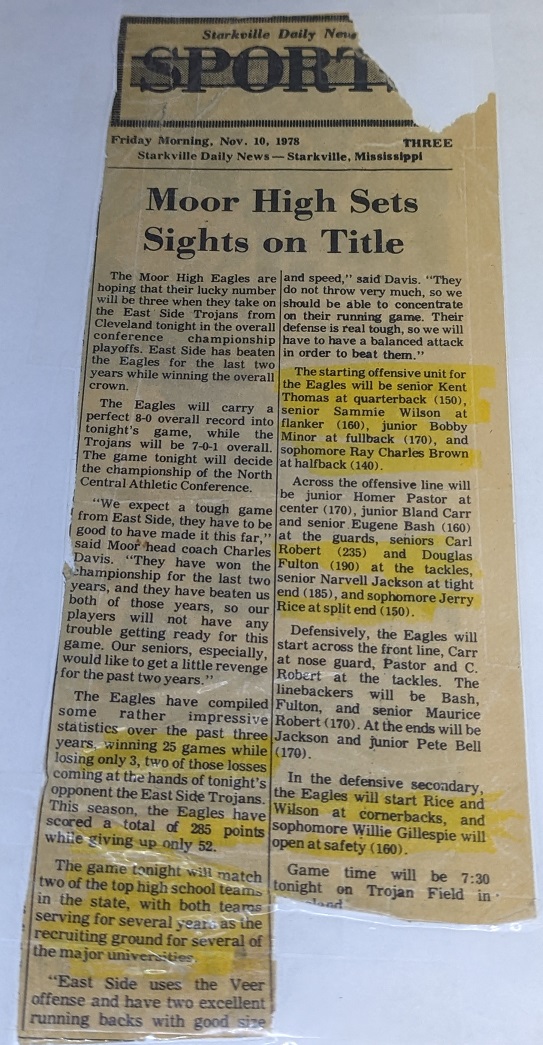 Starkville Daily News
SPORTS
Friday Morning, Nov. 10, 1978 THREE
Starkville Daily News — Starkville, Mississippi
Moor High Sets
Sights on Title
The Moor High Eagles are
hoping that their lucky number
will be three when they take on
the East Side Trojans from
Cleveland tonight in the overall
conference championship
playoffs. East Side has beaten
the Eagles for the last two
years while winning the overall
crown.
The Eagles will carry a
perfect 8-0 overall record into
tonight's game, while the
Trojans will be 7-0-1 overall.
The game tonight will decide
the championship of the North
Central Athletic Conference.
"We expect a tough game
from East Side, they have to be
good to have made it this far,"
said Moor head coach Charles
Davis. "They have won the
championship for the last two
years, and they have beaten us
both of those years, so our
players will not have any
trouble getting ready for this
game. Our seniors, especially,
would like to get a little revenge
for the past two years."
The Eagles have compiled
some rather impressive
statistics over the past three
years, winning 25 games while
losing only 3, two of those losses
coming at the hands of tonight's
opponent the East Side Trojans.
This season, the Eagles have
scored a total of 285 points
while giving up only 52.
The game tonight will match
two of the top high school teams
in the state, with both teams
serving for several years as the
recruiting ground for several of
the major universities.
"East Side uses the Veer
offense and have two excellent
running backs with good size
and speed," said Davis. "They
do not throw very much, so we
should be able to concentrate
on their running game. Their
defense is real tough, so we will
have to have a balanced attack
in order to beat them."
The starting offensive unit for
the Eagles will be senior Kent
Thomas at quarterback (150),
senior Sammie Wilson at
flanker (160), junior Bobby
Minor at fullback (170), and
sophomore Ray Charles Brown
at halfback (140).
Across the offensive line will
be junior Homer Pastor at
center (170), junior Bland Carr
and senior Eugene Bash (160)
at the guards, seniors Carl
Robert (235) and Douglas
Fulton (190) at the tackles,
senior Narvell Jackson at tight
end (185), and sophomore Jerry
Rice at split end (150).
Defensively, the Eagles will
start across the front line, Carr
at nose guard, Pastor and C.
Robert at the tackles. The
linebackers will be Bash,
Fulton, and senior Maurice
Robert (170). At the ends will be
Jackson and junior Pete Bell
(170).
In the defensive secondary,
the Eagles will start Rice and
Wilson at cornerbacks, and
sophomore Willie Gillespie will
open at safety (160).
Game time will be 7:30
tonight on Trojan Field in